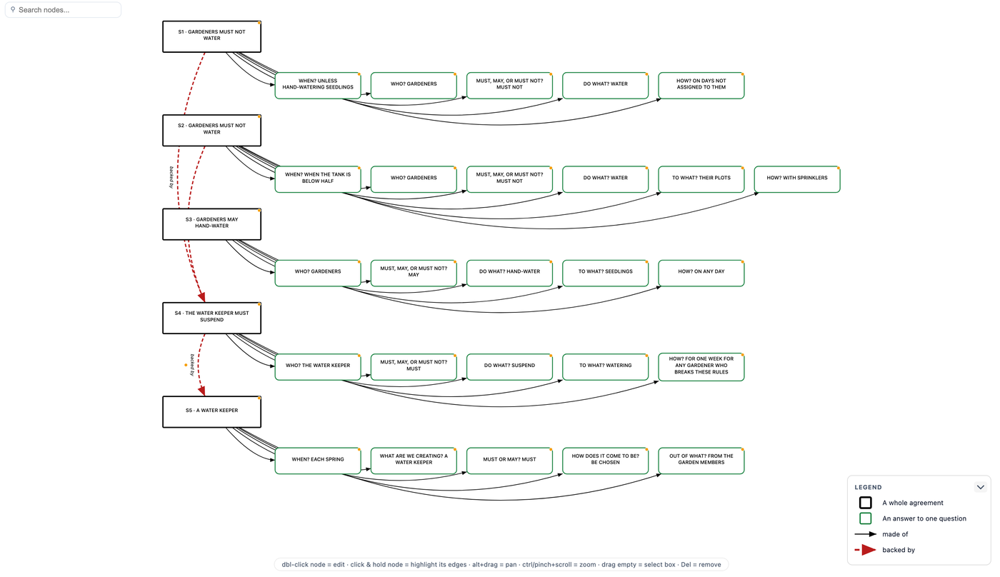 Search nodes...
S1 · GARDENERS MUST NOT
WATER
WHEN? UNLESS
HAND-WATERING SEEDLINGS
WHO? GARDENERS
MUST, MAY, OR MUST NOT?
MUST NOT
DO WHAT? WATER
HOW? ON DAYS NOT
ASSIGNED TO THEM
S2 · GARDENERS MUST NOT
WATER
backed by
WHEN? WHEN THE TANK IS
BELOW HALF
WHO? GARDENERS
MUST, MAY, OR MUST NOT?
MUST NOT
DO WHAT? WATER
TO WHAT? THEIR PLOTS
HOW? WITH SPRINKLERS
S3 · GARDENERS MAY
HAND-WATER
WHO? GARDENERS
MUST, MAY, OR MUST NOT?
MAY
DO WHAT? HAND-WATER
TO WHAT? SEEDLINGS
HOW? ON ANY DAY
S4 · THE WATER KEEPER MUST
SUSPEND
backed by
WHO? THE WATER KEEPER
MUST, MAY, OR MUST NOT?
MUST
DO WHAT? SUSPEND
TO WHAT? WATERING
HOW? FOR ONE WEEK FOR
ANY GARDENER WHO
BREAKS THESE RULES
S5 · A WATER KEEPER
WHEN? EACH SPRING
WHAT ARE WE CREATING? A
WATER KEEPER
MUST OR MAY? MUST
HOW DOES IT COME TO BE?
BE CHOSEN
OUT OF WHAT? FROM THE
GARDEN MEMBERS
LEGEND
A whole agreement
An answer to one question
made of
backed by
dbl-click node = edit · click & hold node = highlight its edges · alt+drag = pan · ctrl/pinch+scroll = zoom · drag empty = select box · Del = remove